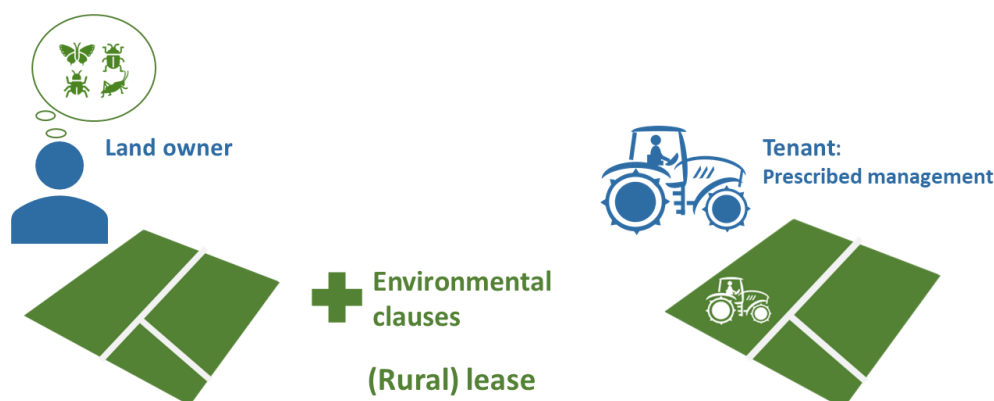 Land owner
Tenant:
Prescribed management
Environmental
clauses
(Rural) lease